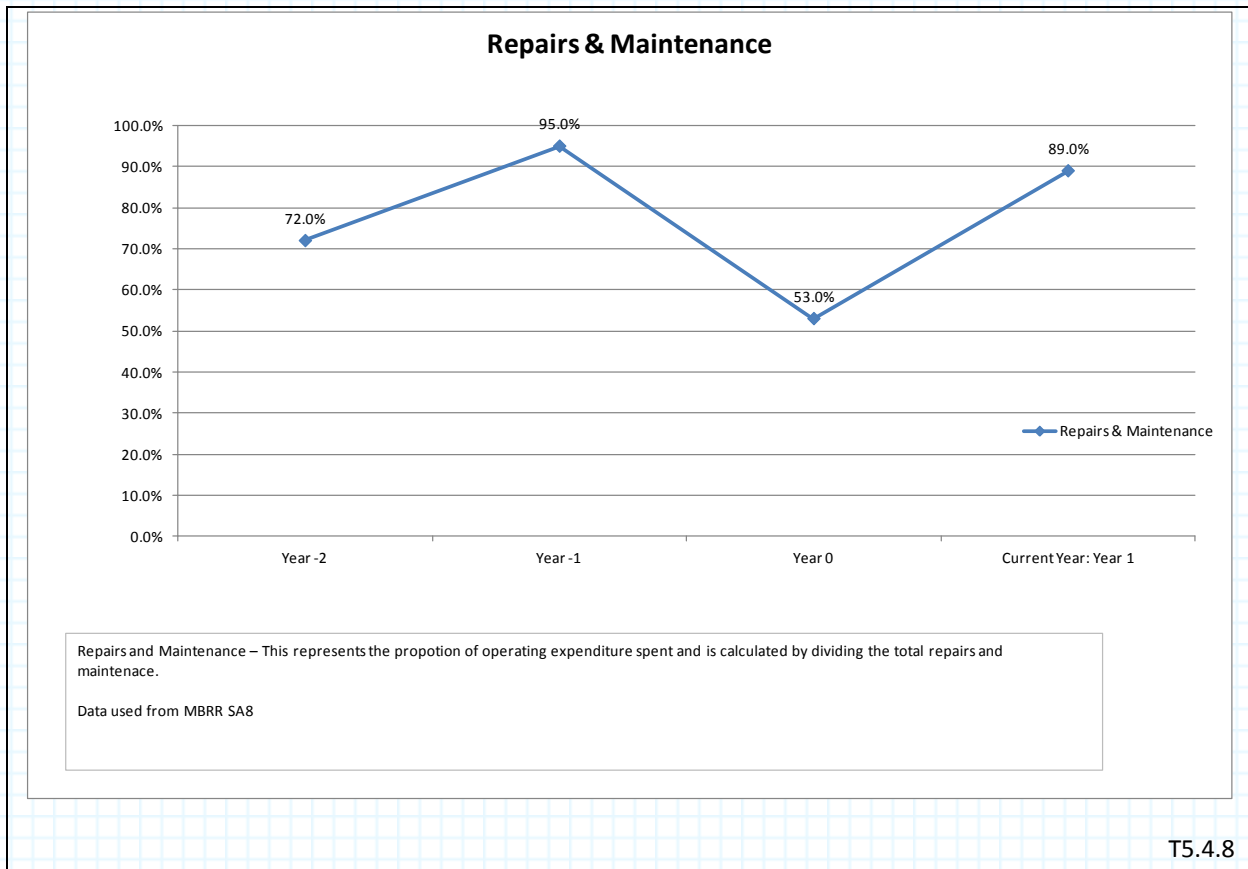 Repairs & Maintenance
100.0%
90.0%
80.0%
70.0%
60.0%
50.0%
40.0%
30.0%
20.0%
10.0%
0.0%
72.0%
95.0%
53.0%
89.0%
Repairs & Maintenance
Year -2
Year -1
Year 0
Current Year: Year 1
Repairs and Maintenance – This represents the propotion of operating expenditure spent and is calculated by dividing the total repairs and
maintenace.
Data used from MBRR SA8
T5.4.8